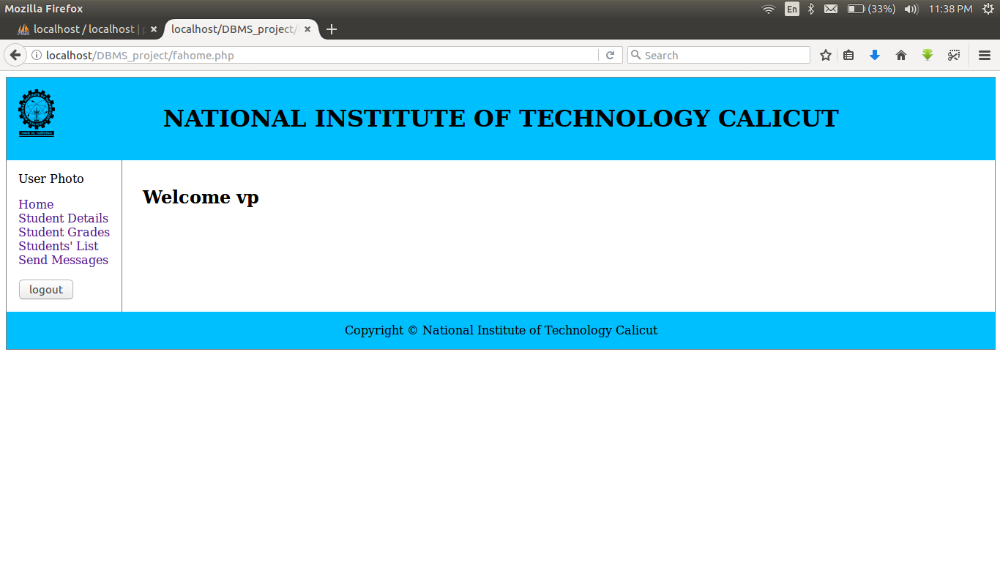 Mozilla Firefox
En
(33%)
11:38 PM
localhost / localhost |
localhost/DBMS_project/
localhost/DBMS_project/fahome.php
Search
NATIONAL INSTITUTE OF TECHNOLOGY CALICUT
User Photo
Home
Student Details
Student Grades
Students' List
Send Messages
logout
Welcome vp
Copyright © National Institute of Technology Calicut